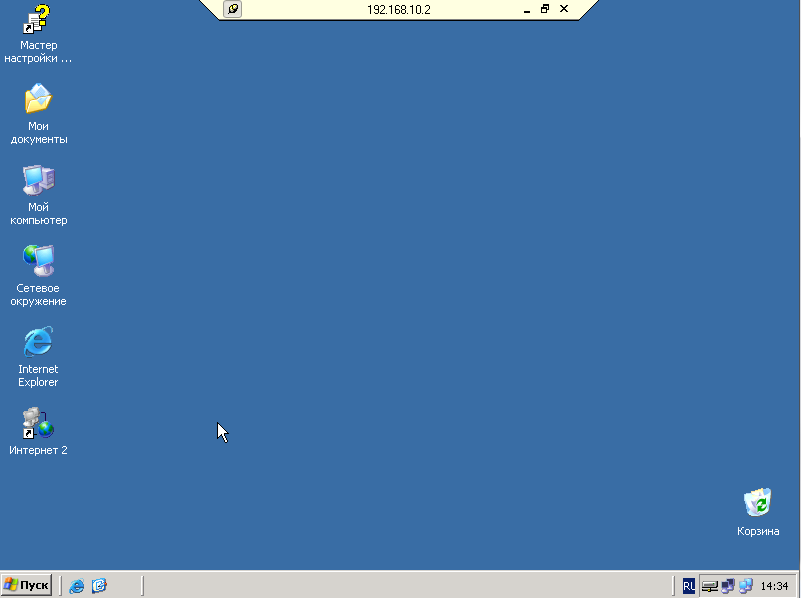 192.168.10.2
Мастер
настройки ...
Мои
документы
Мой
компьютер
Сетевое
окружение
Internet
Explorer
Интернет 2
Корзина
Пуск
RU
14:34